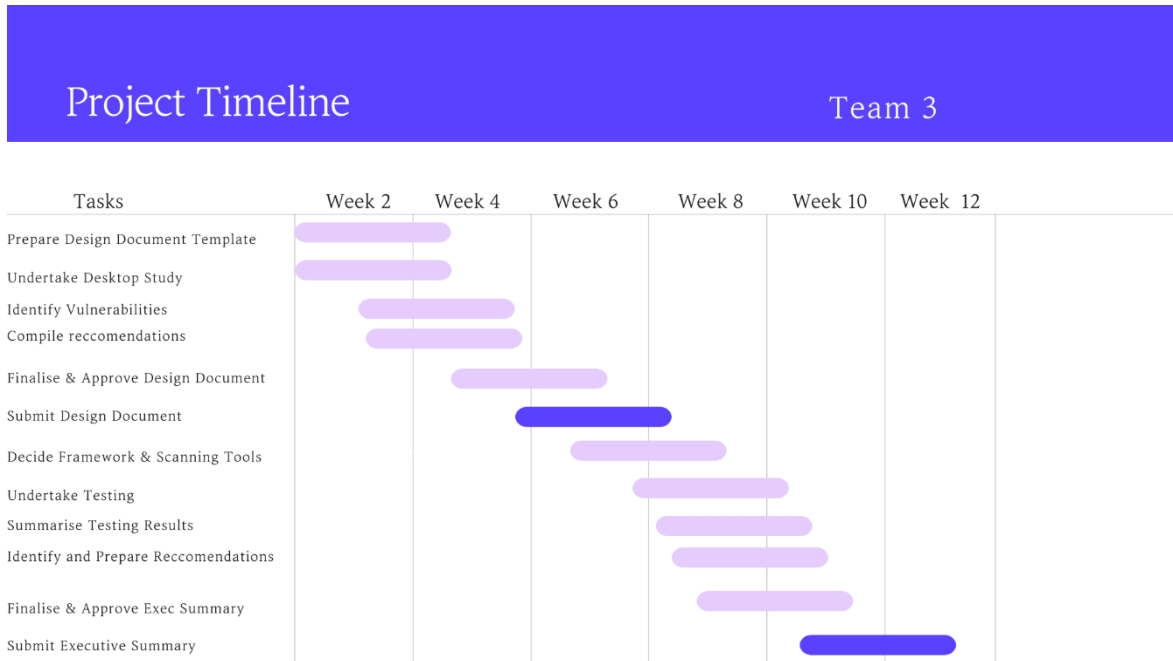 Project Timeline
Team 3
Tasks Week 2 Week 4 Week 6 Week 8 Week 10 Week 12
Prepare Design Document Template
Undertake Desktop Study
Identify Vulnerabilities
Compile reccomendations
Finalise & Approve Design Document
Submit Design Document
Decide Framework & Scanning Tools
Undertake Testing
Summarise Testing Results
Identify and Prepare Reccomendations
Finalise & Approve Exec Summary
Submit Executive Summary